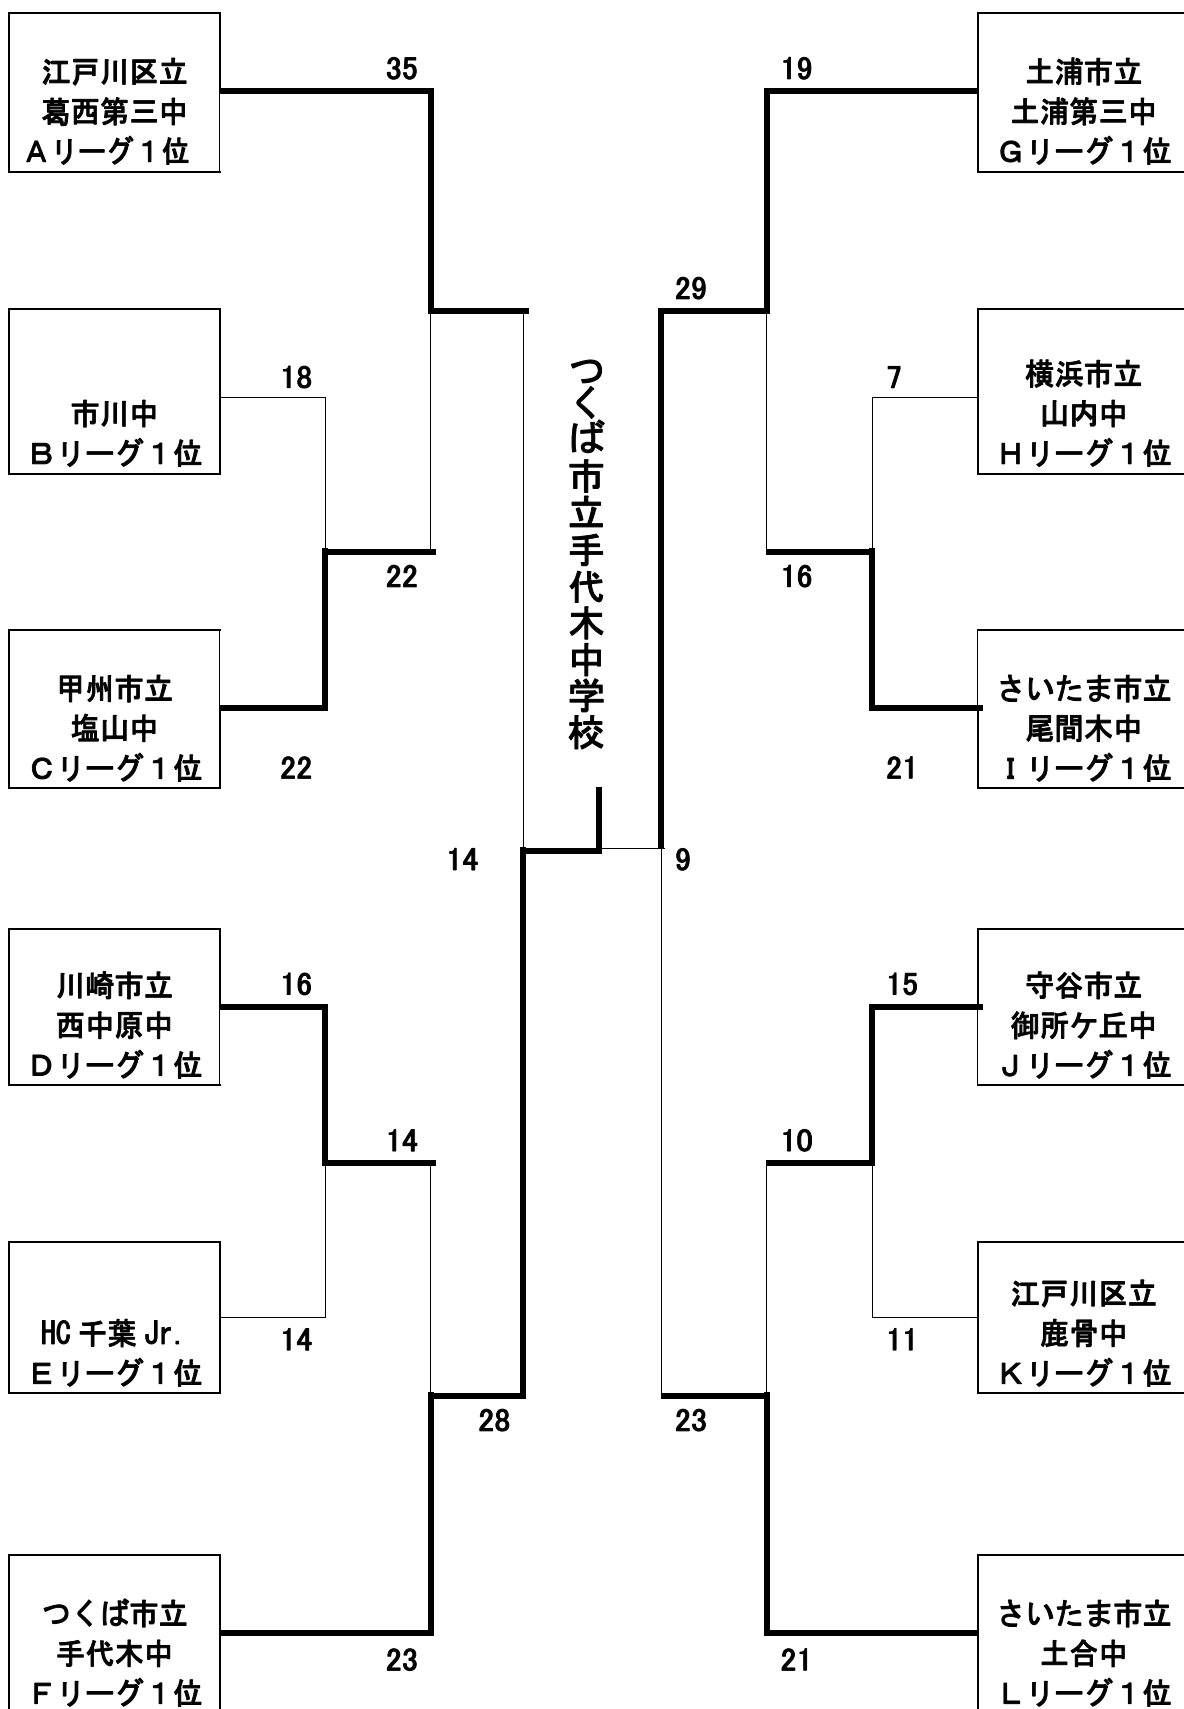 江戸川区立
葛西第三中
Aリーグ1位
35
19
土浦市立
土浦第三中
Gリーグ1位
29
市川中
Bリーグ1位
18
7
横浜市立
山内中
Hリーグ1位
つくば市立手代木中学校
22
16
甲州市立
塩山中
Cリーグ1位
22
21
さいたま市立
尾間木中
Iリーグ1位
14
9
川崎市立
西中原中
Dリーグ1位
16
15
守谷市立
御所ケ丘中
Jリーグ1位
14
10
HC千葉Jr.
Eリーグ1位
14
11
江戸川区立
鹿骨中
Kリーグ1位
28
23
つくば市立
手代木中
Fリーグ1位
23
21
さいたま市立
土合中
Lリーグ1位